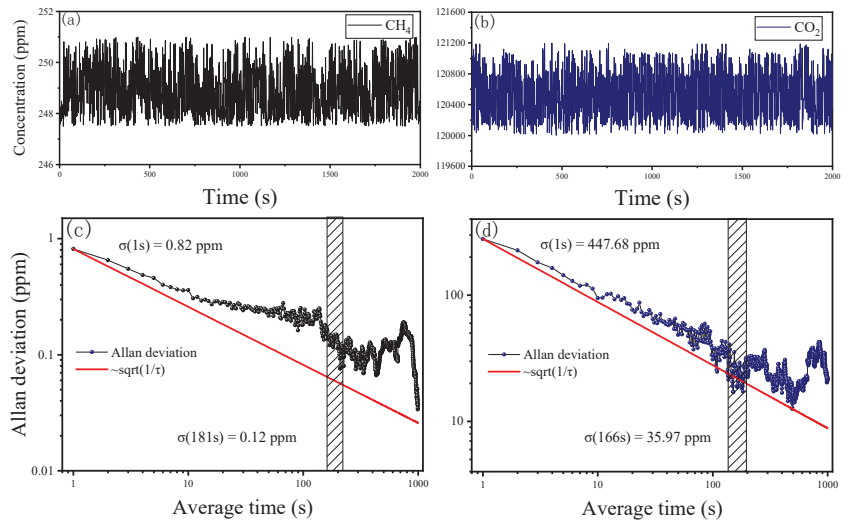 (a)
CH4
Concentration (ppm)
252
250
248
246
0
500
1000
1500
2000
Time (s)
(b)
CO2
121600
121200
120800
120400
120000
119600
0
500
1000
1500
2000
Time (s)
(c)
σ(1s) = 0.82 ppm
Allan deviation (ppm)
1
0.1
0.01
Allan deviation
~sqrt(1/τ)
σ(181s) = 0.12 ppm
1
10
100
1000
Average time (s)
(d)
σ(1s) = 447.68 ppm
100
10
Allan deviation
~sqrt(1/τ)
σ(166s) = 35.97 ppm
1
10
100
1000
Average time (s)